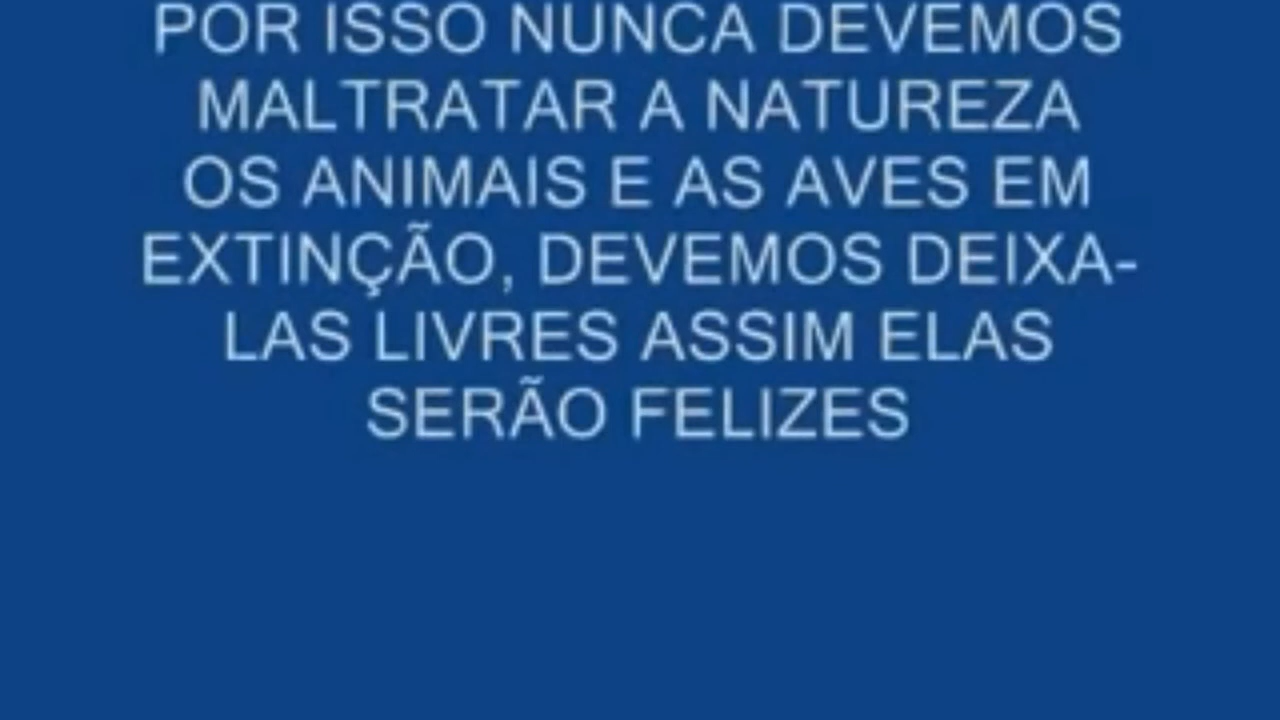 POR ISSO NUNCA DEVEMOS
MALTRATAR A NATUREZA
OS ANIMAIS E AS AVES EM
EXTINÇÃO, DEVEMOS DEIXA-
LAS LIVRES ASSIM ELAS
SERÃO FELIZES